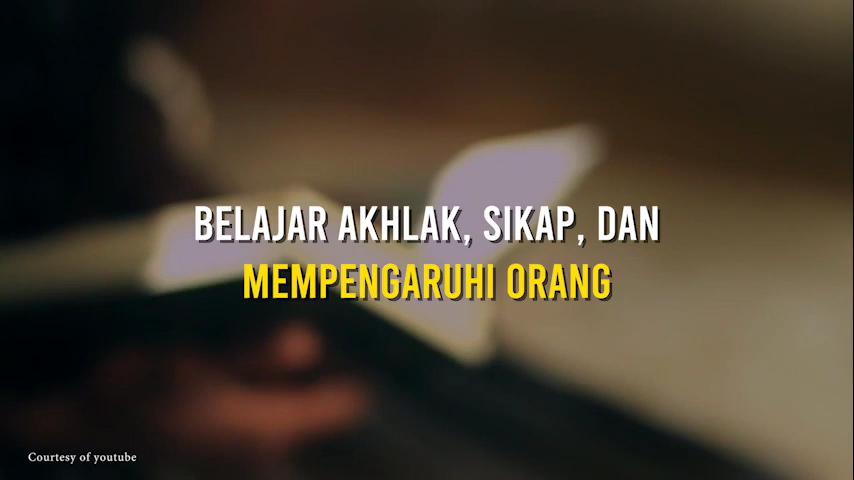 BELAJAR AKHLAK, SIKAP, DAN
MEMPENGARUHI ORANG
Courtesy of youtube